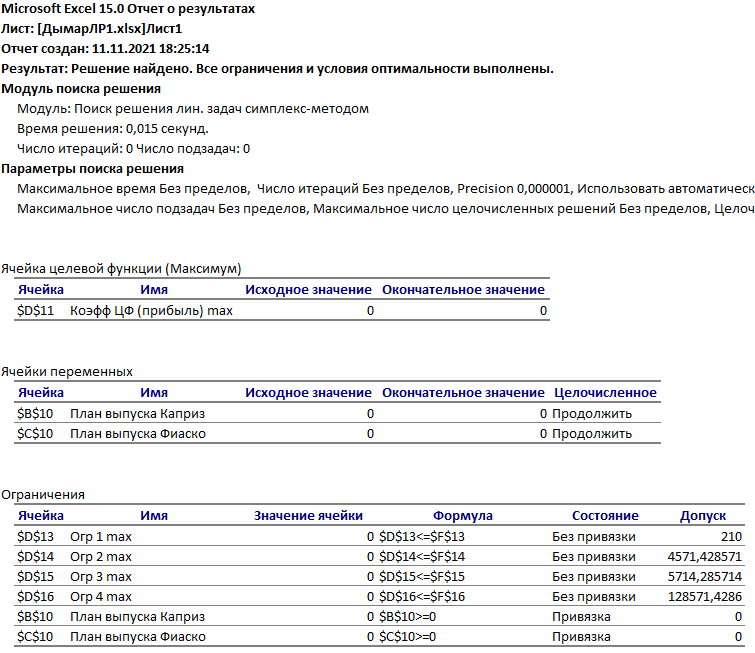 Microsoft Excel 15.0 Отчет о результатах
Лист: [ДымарЛР1.xlsx]Лист1
Отчет создан: 11.11.2021 18:25:14
Результат: Решение найдено. Все ограничения и условия оптимальности выполнены.
Модуль поиска решения
Модуль: Поиск решения лин. задач симплекс-методом
Время решения: 0,015 секунд.
Число итераций: 0 Число подзадач: 0
Параметры поиска решения
Максимальное время Без пределов, Число итераций Без пределов, Precision 0,000001, Использовать автоматическ
Максимальное число подзадач Без пределов, Максимальное число целочисленных решений Без пределов, Целоч
Ячейка целевой функции (Максимум)
Ячейка Имя Исходное значение Окончательное значение
$D$11 Коэфф ЦФ (прибыль) max 0 0
Ячейки переменных
Ячейка Имя Исходное значение Окончательное значение Целочисленное
$B$10 План выпуска Каприз 0 0 Продолжить
$C$10 План выпуска Фиаско 0 0 Продолжить
Ограничения
Ячейка Имя Значение ячейки Формула Состояние Допуск
$D$13 Огр 1 max 0 $D$13<=$F$13 Без привязки 210
$D$14 Огр 2 max 0 $D$14<=$F$14 Без привязки 4571,428571
$D$15 Огр 3 max 0 $D$15<=$F$15 Без привязки 5714,285714
$D$16 Огр 4 max 0 $D$16<=$F$16 Без привязки 128571,4286
$B$10 План выпуска Каприз 0 $B$10>=0 Привязка 0
$C$10 План выпуска Фиаско 0 $C$10>=0 Привязка 0